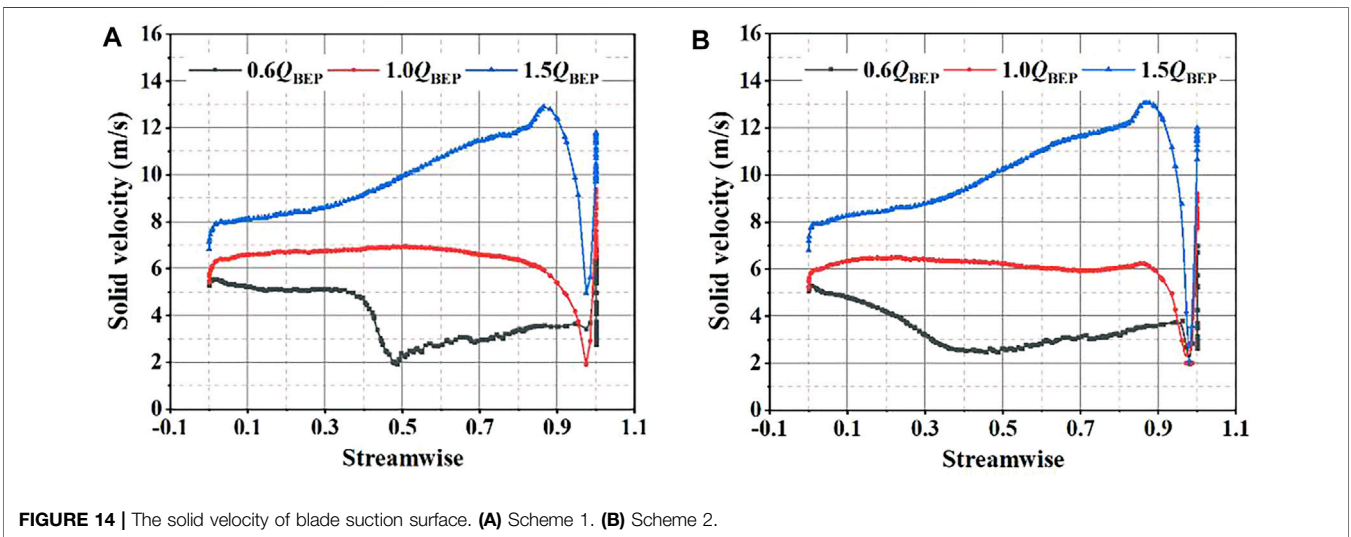 A
16
14
12
10
8
6
4
2
0
-0.1 0.1 0.3 0.5 0.7 0.9 1.1
Solid velocity (m/s)
Streamwise
0.6QBEP 1.0QBEP 1.5QBEP
B
16
14
12
10
8
6
4
2
0
-0.1 0.1 0.3 0.5 0.7 0.9 1.1
Solid velocity (m/s)
Streamwise
0.6QBEP 1.0QBEP 1.5QBEP
FIGURE 14 | The solid velocity of blade suction surface. (A) Scheme 1. (B) Scheme 2.